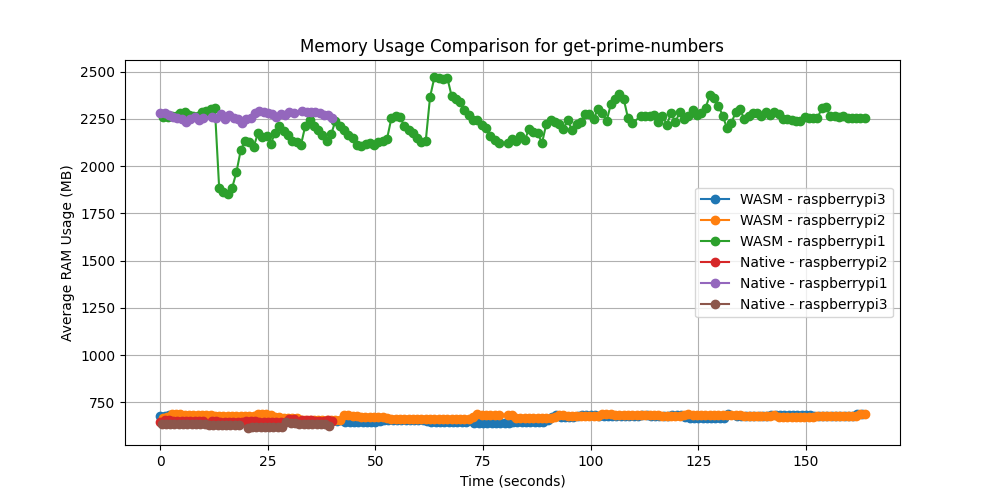 Memory Usage Comparison for get-prime-numbers
Average RAM Usage (MB)
2500
2250
2000
1750
1500
1250
1000
750
WASM - raspberrypi3
WASM - raspberrypi2
WASM - raspberrypi1
Native - raspberrypi2
Native - raspberrypi1
Native - raspberrypi3
0 25 50 75 100 125 150
Time (seconds)